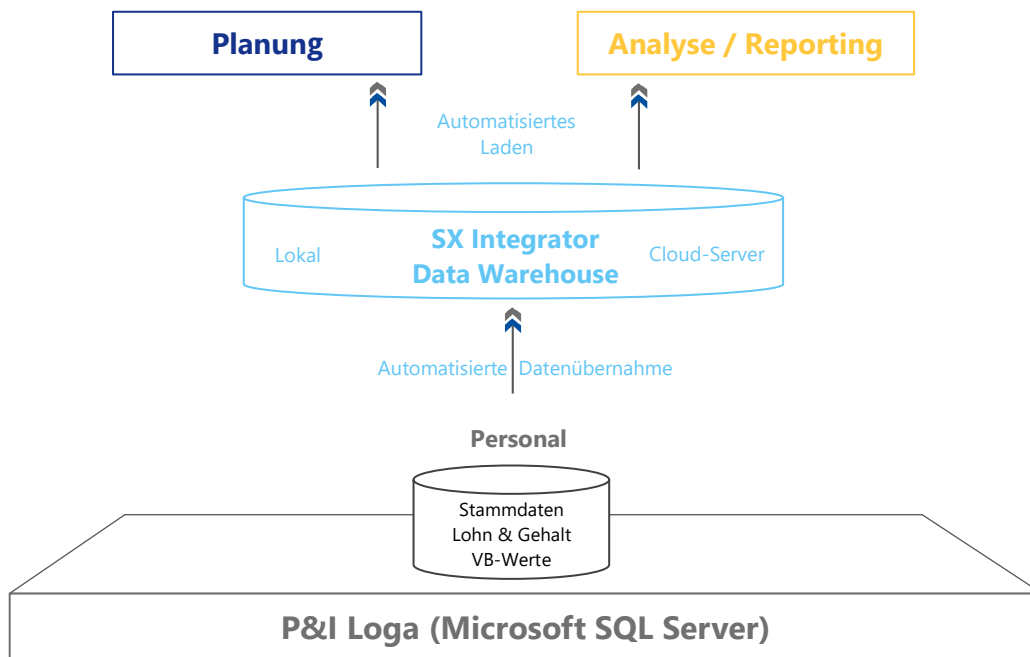 Planung
Analyse / Reporting
Automatisiertes
Laden
SX Integrator
Data Warehouse
Lokal
Cloud-Server
Automatisierte Datenübernahme
Personal
Stammdaten
Lohn & Gehalt
VB-Werte
P&I Loga (Microsoft SQL Server)